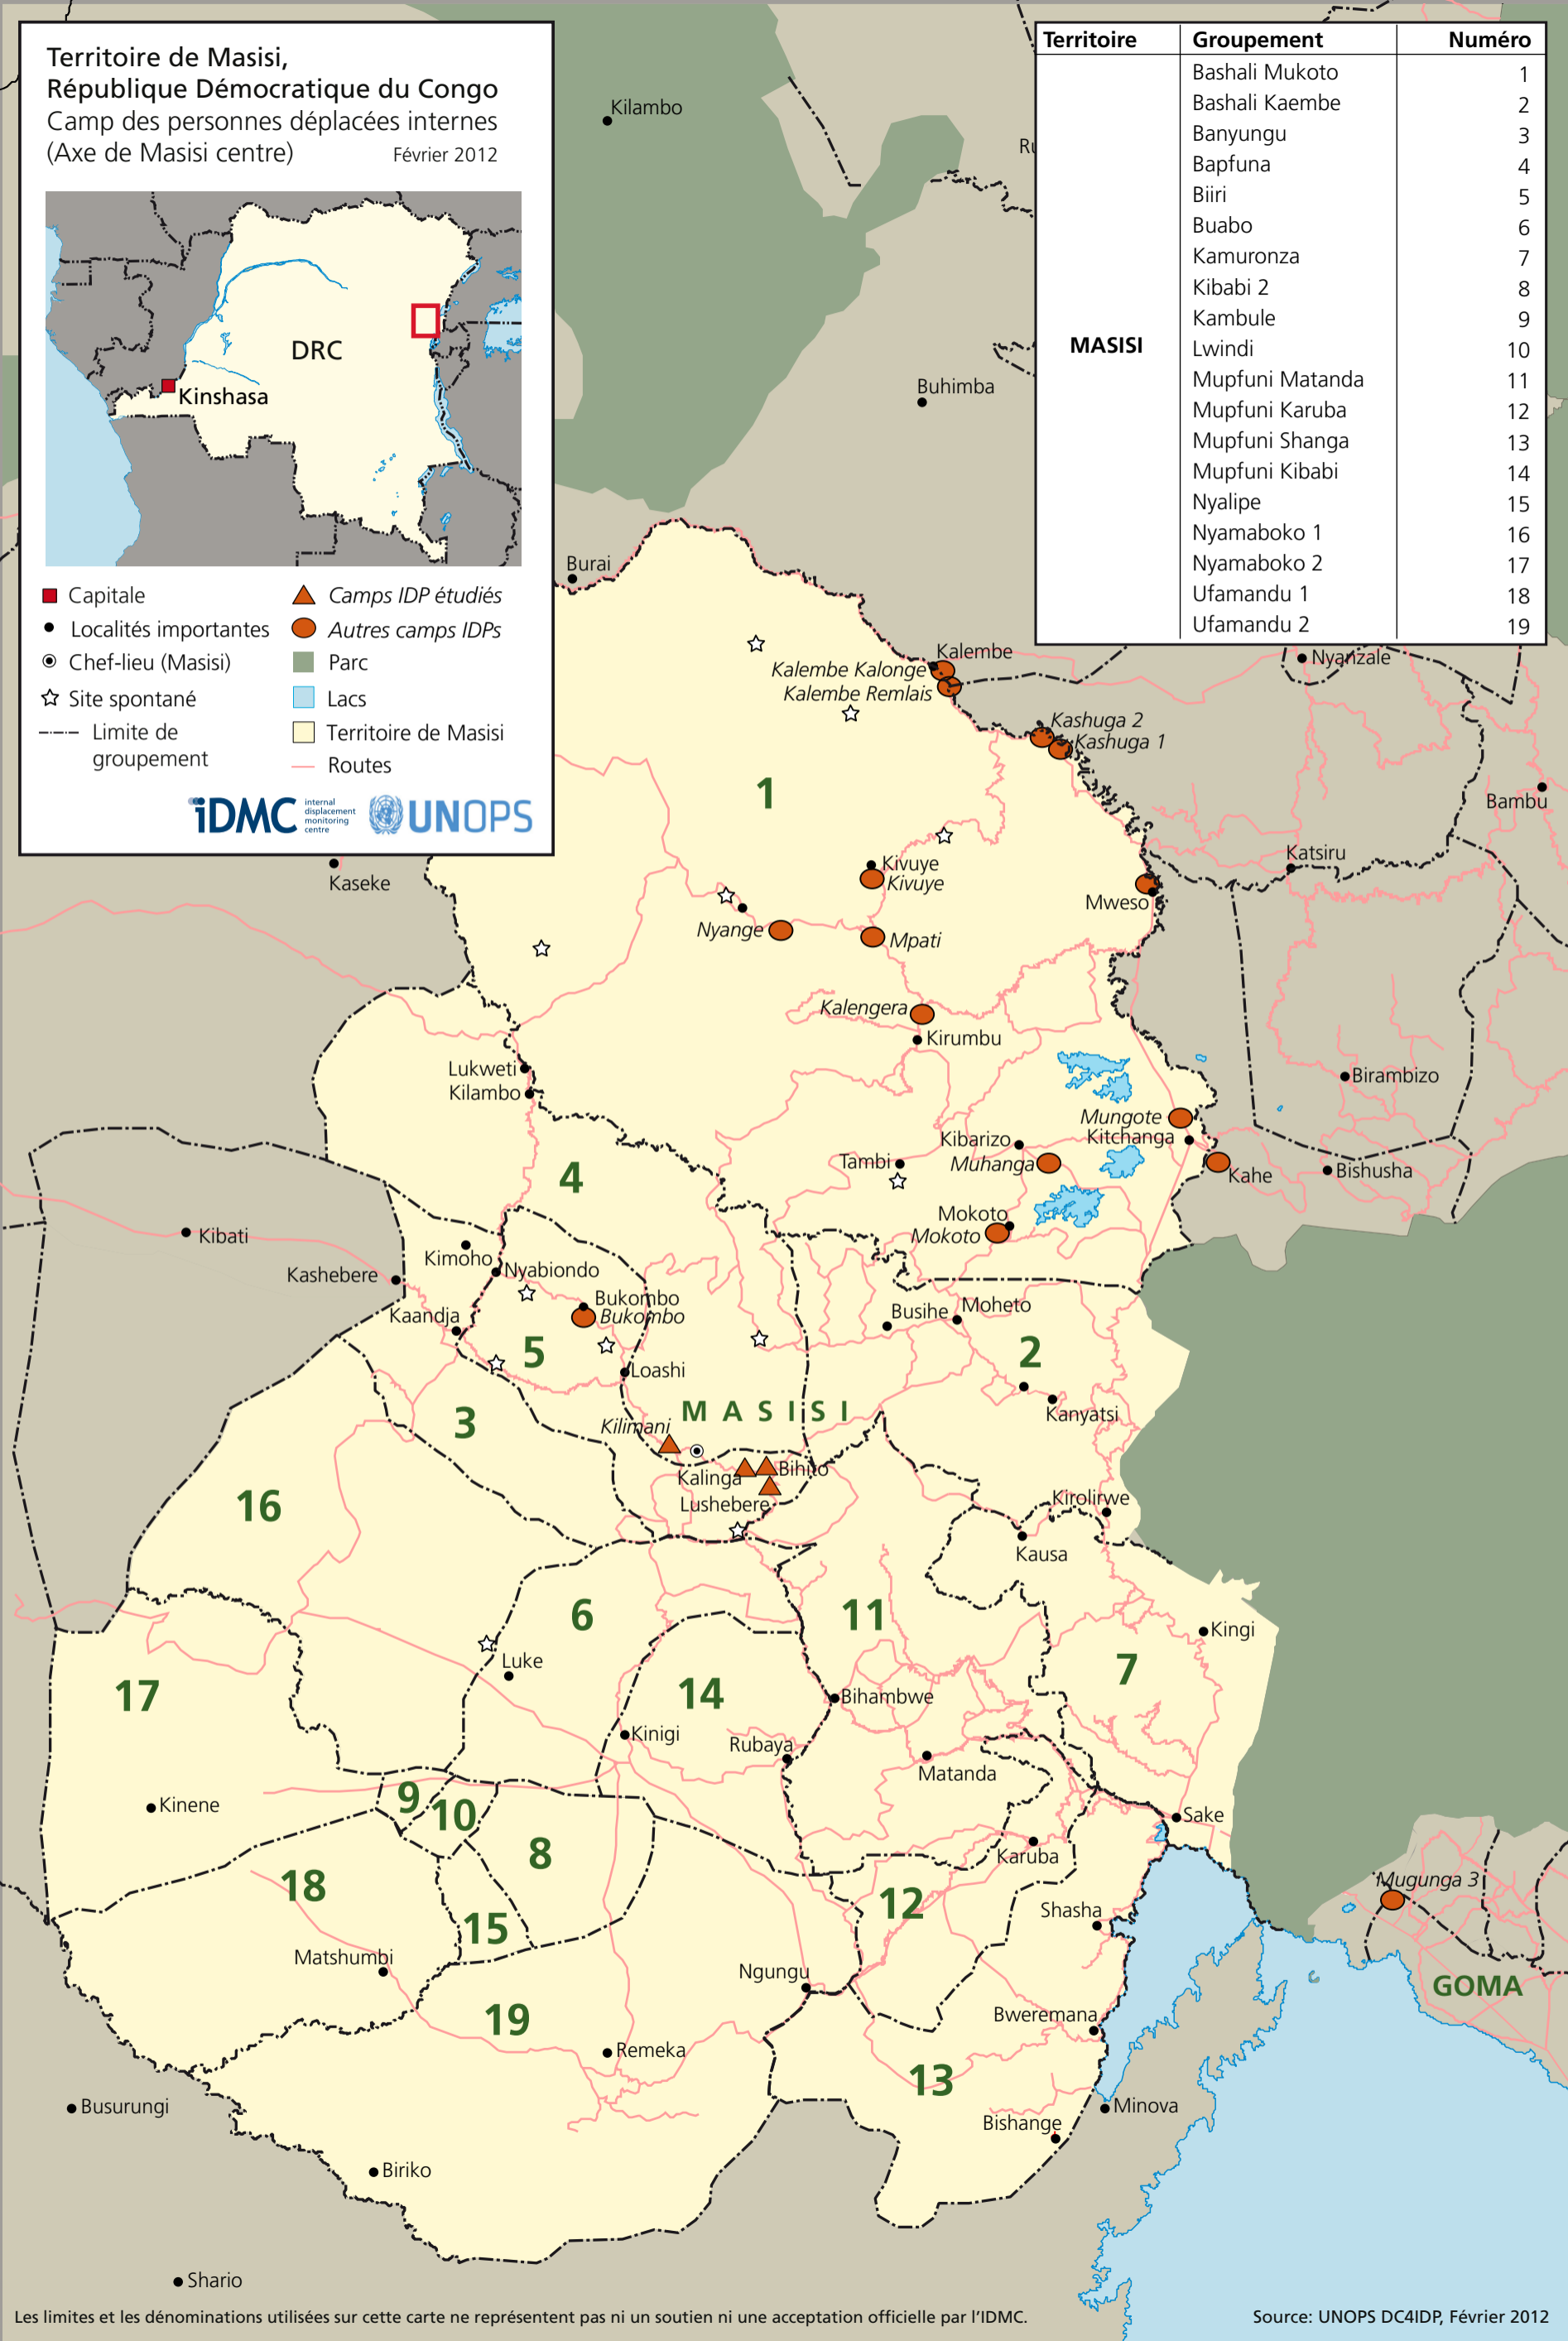 Territoire de Masisi,
République Démocratique du Congo
Camp des personnes déplacées internes
(Axe de Masisi centre) Février 2012
DRC
Kinshasa
Capitale
Localités importantes
Chef-lieu (Masisi)
Site spontané
Limite de
groupement
Camps IDP étudiés
Autres camps IDPs
Parc
Lacs
Territoire de Masisi
Routes
iDMC internal
displacement
monitoring
centre
UNOPS
Territoire Groupement Numéro
MASISI
Bashali Mukoto 1
Bashali Kaembe 2
Banyungu 3
Bapfuna 4
Biiri 5
Buabo 6
Kamuronza 7
Kibabi 2 8
Kambule 9
Lwindi 10
Mupfuni Matanda 11
Mupfuni Karuba 12
Mupfuni Shanga 13
Mupfuni Kibabi 14
Nyalipe 15
Nyamaboko 1 16
Nyamaboko 2 17
Ufamandu 1 18
Ufamandu 2 19
Kilambo
Buhimba
Burai
Kalembe
Kalembe Kalonge
Kalembe Remlais
Nyanzale
Kashuga 2
Kashuga 1
1
Bambu
Katsiru
Kaseke
Kivuye
Kivuye
Mweso
Nyange
Mpati
Kalengera
Kirumbu
Lukweti
Kilambo
Birambizo
Mungote
Kitchanga
Kibarizo
Muhanga
Tambi
Kahe
Bishusha
4
Mokoto
Mokoto
Kibati
Kimoho
Kashebere
Nyabiondo
Bukombo
Bukombo
Kaandja
Busihe
Moheto
5
2
Loashi
Kanyatsi
MASISI
3
Kilimani
Kalinga
Bihito
Lushebere
16
Kirolirwe
Kausa
6
11
Kingi
7
Luke
17
14
Bihambwe
Kinigi
Rubaya
Matanda
9
10
Kinene
Sake
8
Karuba
18
12
Mugunga 3
15
Shasha
Matshumbi
Ngungu
GOMA
19
Bweremana
Remeka
13
Busurungi
Minova
Bishange
Biriko
Shario
Les limites et les dénominations utilisées sur cette carte ne représentent pas ni un soutien ni une acceptation officielle par l'IDMC.
Source: UNOPS DC4IDP, Février 2012